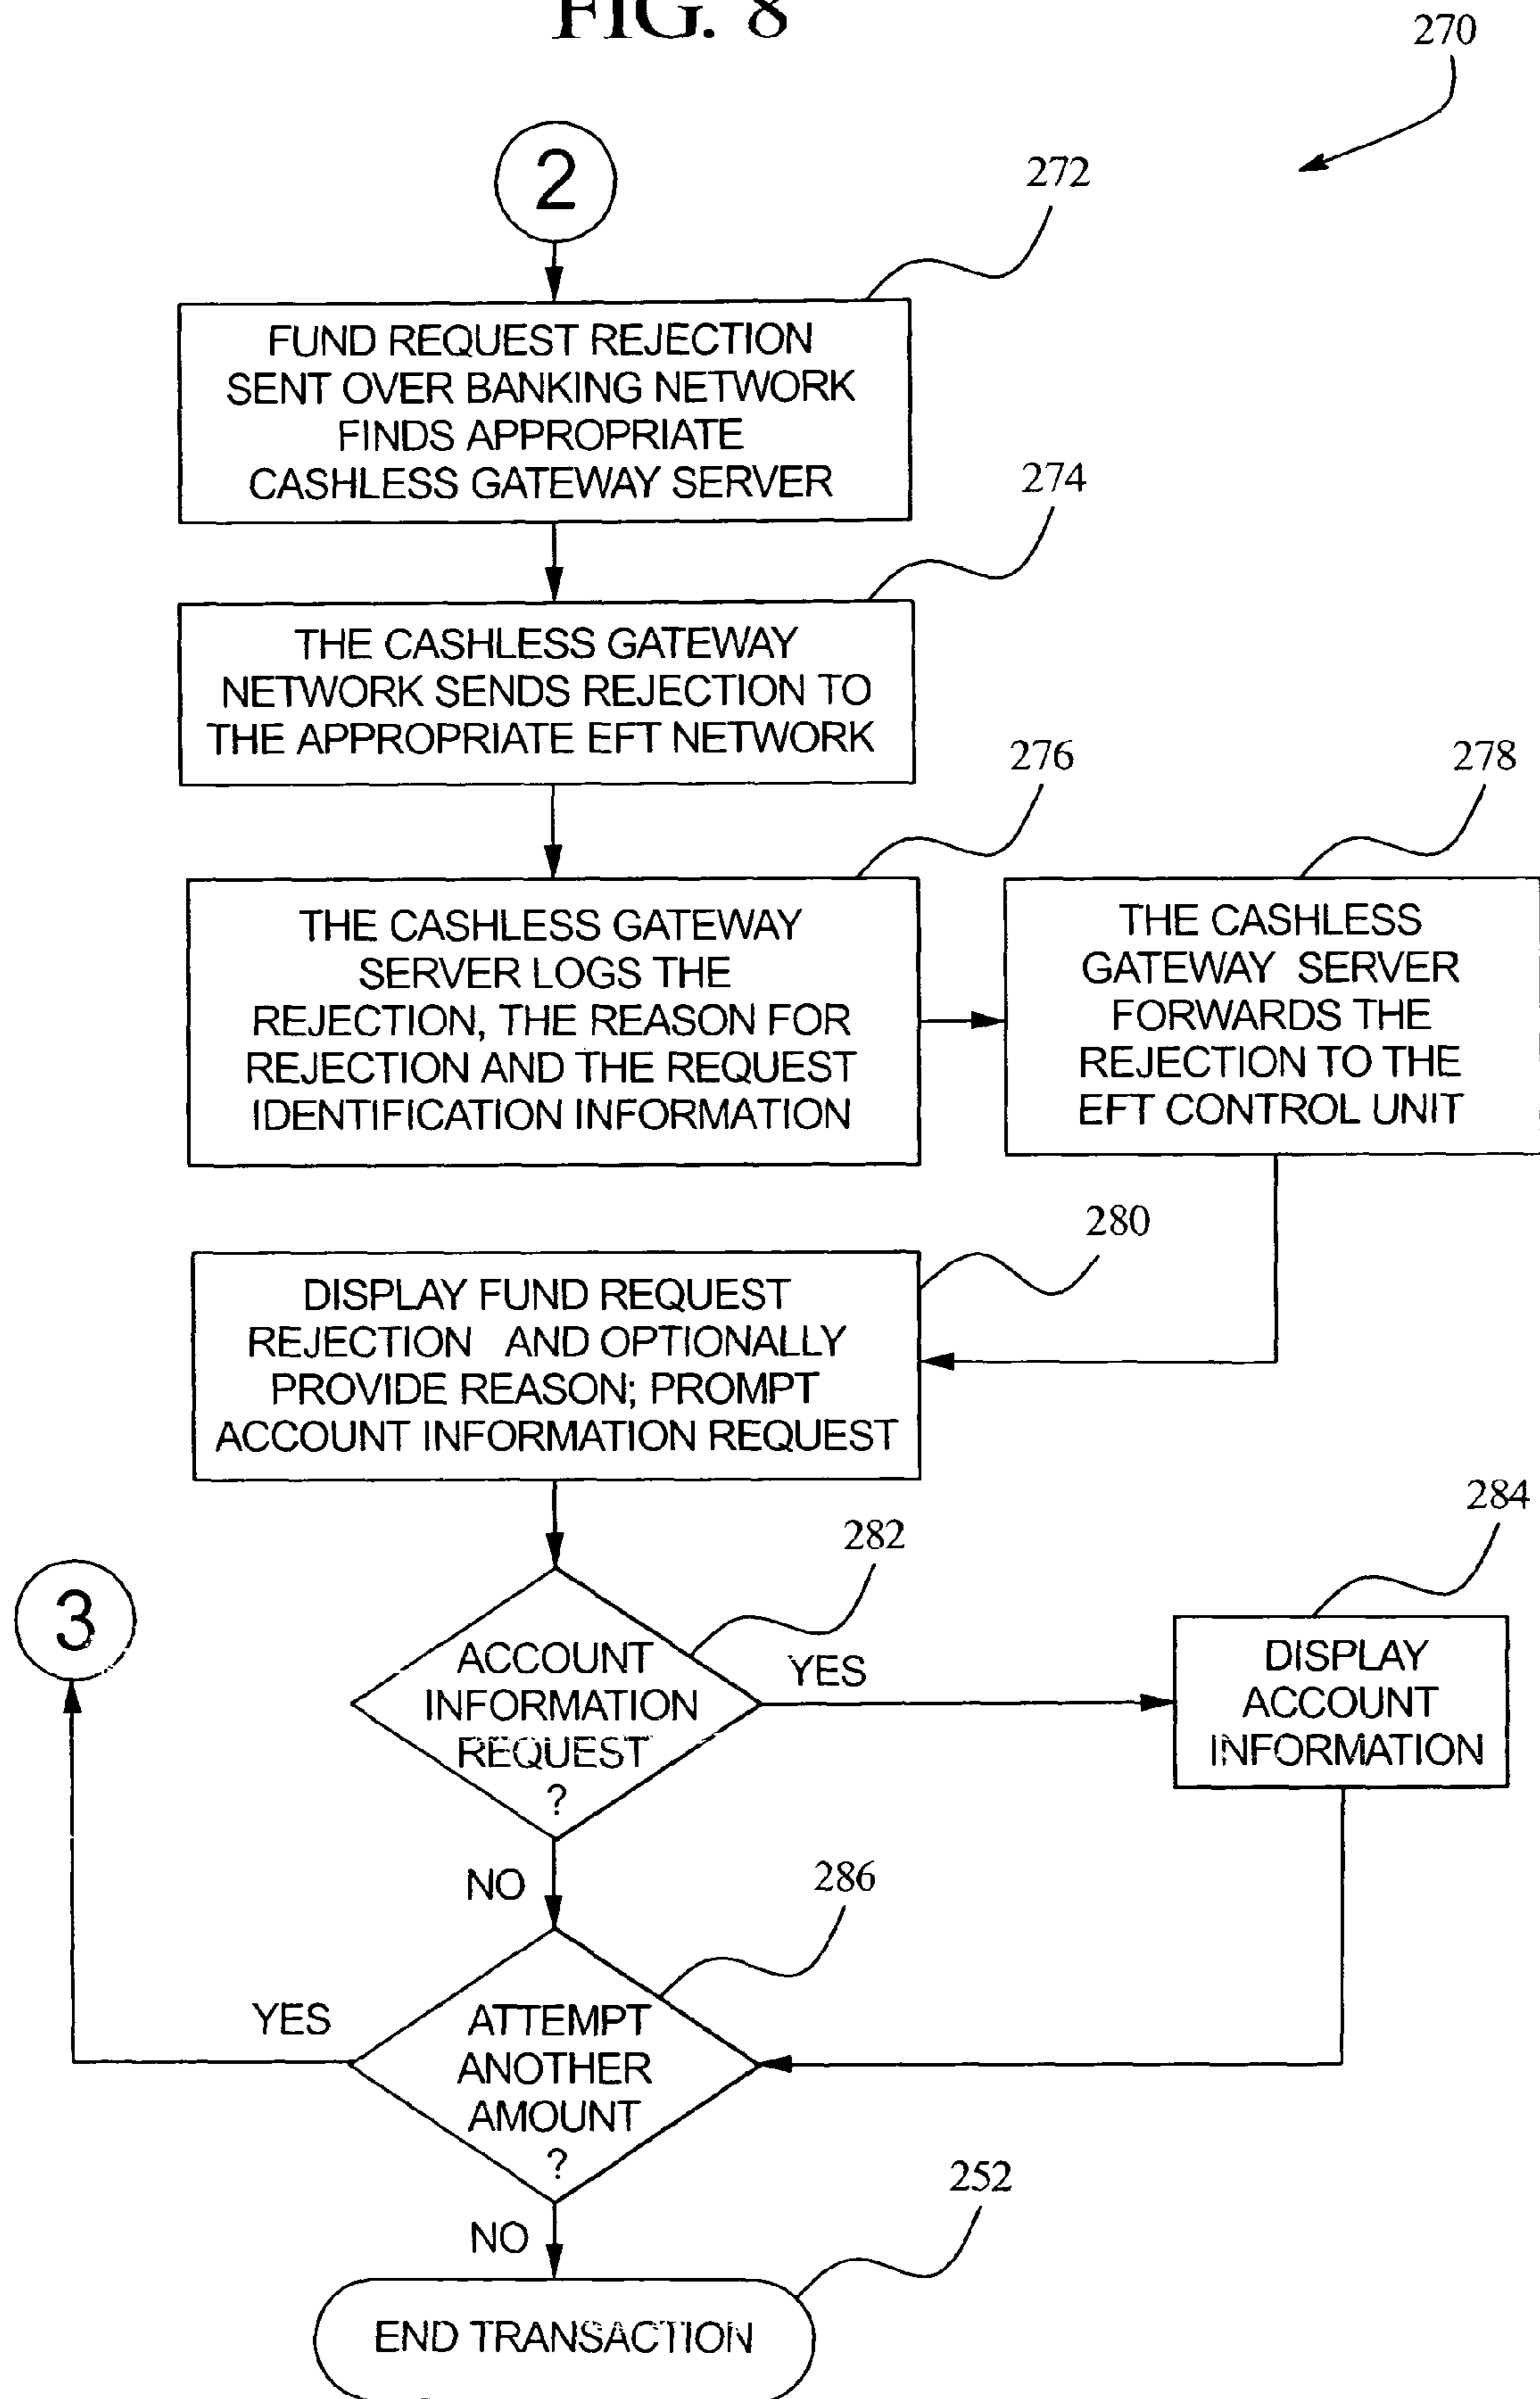 FIG. 8
270
2
272
FUND REQUEST REJECTION
SENT OVER BANKING NETWORK
FINDS APPROPRIATE
CASHLESS GATEWAY SERVER
274
THE CASHLESS GATEWAY
NETWORK SENDS REJECTION TO
THE APPROPRIATE EFT NETWORK
276
THE CASHLESS GATEWAY
SERVER LOGS THE
REJECTION, THE REASON FOR
REJECTION AND THE REQUEST
IDENTIFICATION INFORMATION
278
THE CASHLESS
GATEWAY SERVER
FORWARDS THE
REJECTION TO THE
EFT CONTROL UNIT
280
DISPLAY FUND REQUEST
REJECTION AND OPTIONALLY
PROVIDE REASON; PROMPT
ACCOUNT INFORMATION REQUEST
282
ACCOUNT
INFORMATION
REQUEST
?
YES
284
DISPLAY
ACCOUNT
INFORMATION
3
NO
286
ATTEMPT
ANOTHER
AMOUNT
?
YES
NO
252
END TRANSACTION